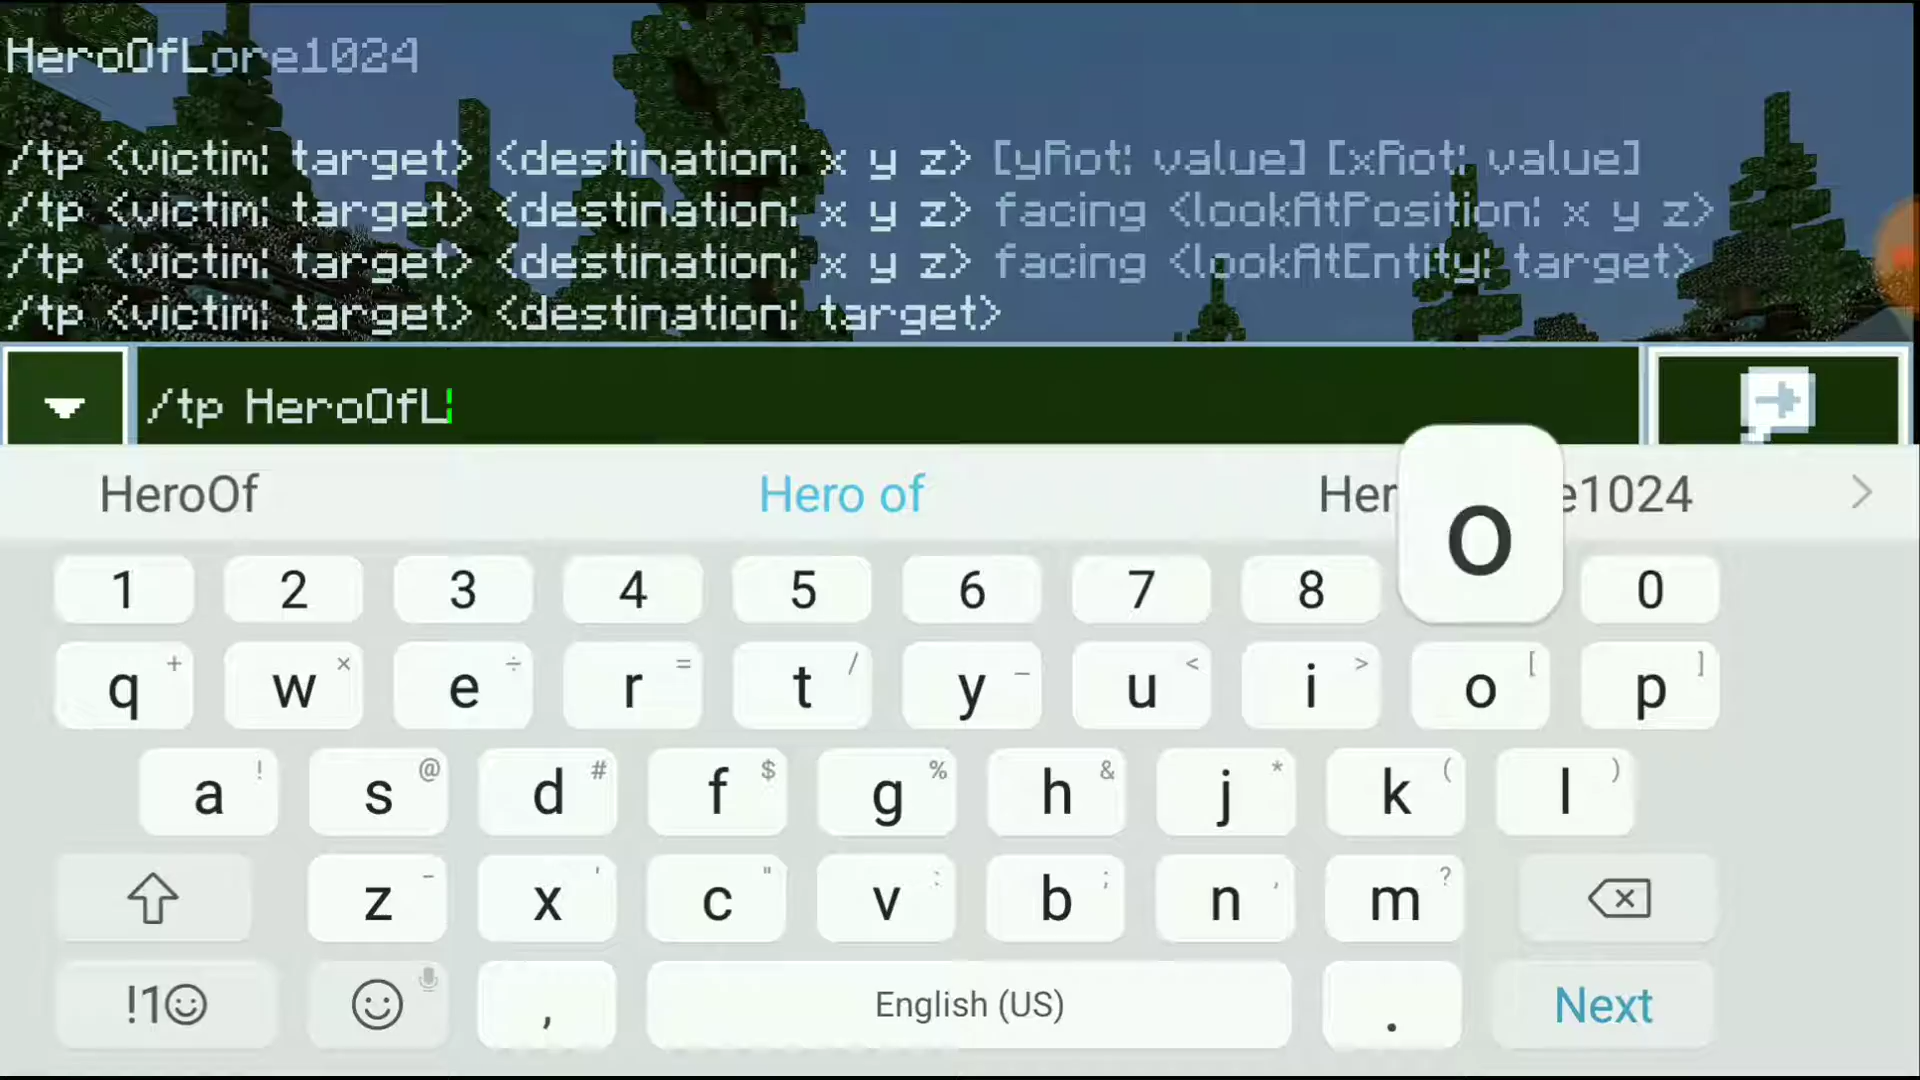 HeroOfLore1024
/tp <victim: target> <destination: x y z> [yRot: value] [xRot: value]
/tp <victim: target> <destination: x y z> facing <lookAtPosition: x y z>
/tp <victim: target> <destination: x y z> facing <lookAtEntity: target>
/tp <victim: target> <destination: target>
/tp HeroOfL
HeroOf Hero of Her e1024 >
o
1 2 3 4 5 6 7 8 0
q + w × e ÷ r = t / y _ u < i > o [ p ]
a ! s @ d # f $ g % h & j * k ( l )
z - x ' c " v : b ; n , m ?
!1☺ , English (US) . Next